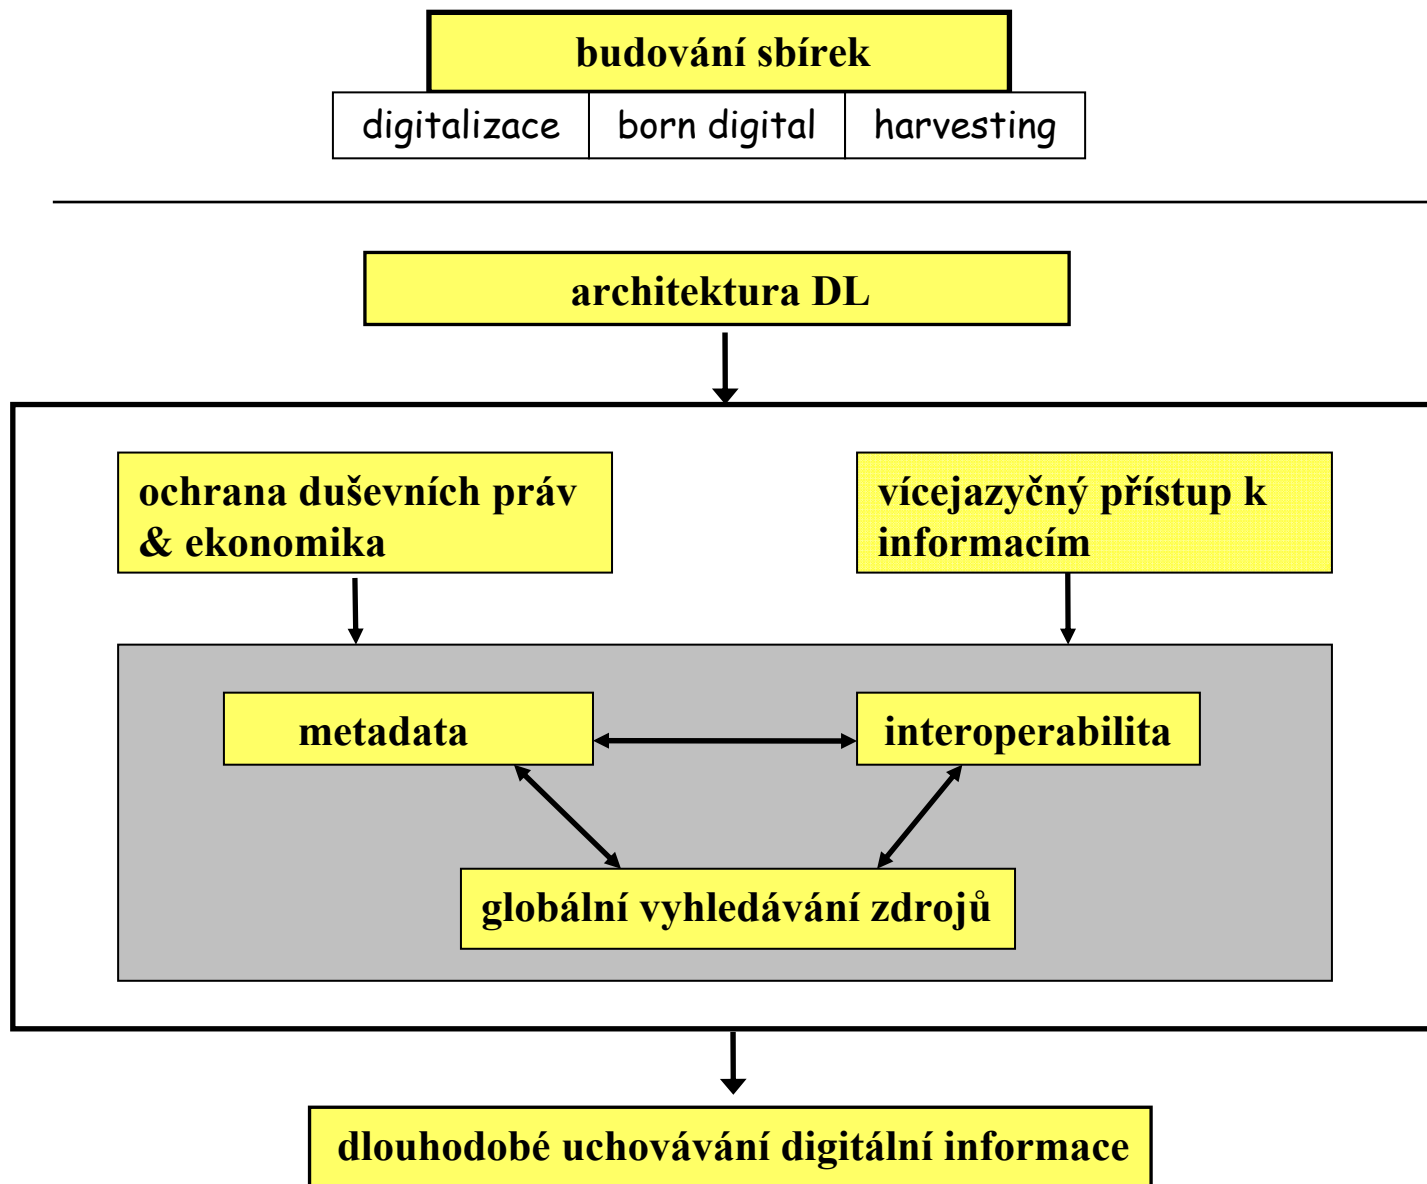 budování sbírek
digitalizace born digital harvesting
architektura DL
ochrana duševních práv
& ekonomika
vícejazyčný přístup k
informacím
metadata
interoperabilita
globální vyhledávání zdrojů
dlouhodobé uchovávání digitální informace